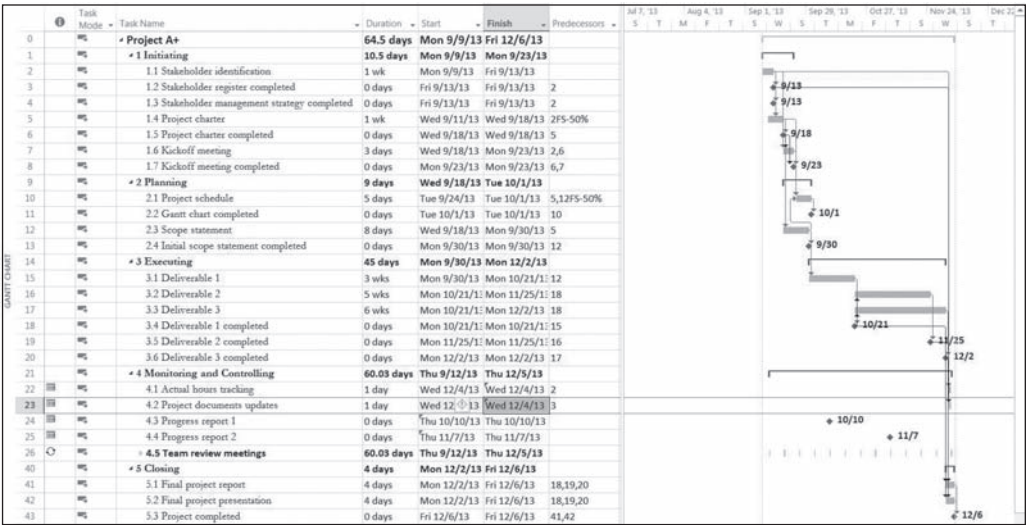 Jul 7, '13 Aug 4, '13 Sep 1, '13 Sep 29, '13 Oct 27, '13 Nov 24, '13 Dec 22
Task Mode Task Name Duration Start Finish Predecessors S T M F T S W S T M F T S W S T
GANTT CHART
0 Project A+ 64.5 days Mon 9/9/13 Fri 12/6/13
1 1 Initiating 10.5 days Mon 9/9/13 Mon 9/23/13
2 1.1 Stakeholder identification 1 wk Mon 9/9/13 Fri 9/13/13
3 1.2 Stakeholder register completed 0 days Fri 9/13/13 Fri 9/13/13 2 9/13
4 1.3 Stakeholder management strategy completed 0 days Fri 9/13/13 Fri 9/13/13 2 9/13
5 1.4 Project charter 1 wk Wed 9/11/13 Wed 9/18/13 2FS-50%
6 1.5 Project charter completed 0 days Wed 9/18/13 Wed 9/18/13 5 9/18
7 1.6 Kickoff meeting 3 days Wed 9/18/13 Mon 9/23/13 2,6
8 1.7 Kickoff meeting completed 0 days Mon 9/23/13 Mon 9/23/13 6,7 9/23
9 2 Planning 9 days Wed 9/18/13 Tue 10/1/13
10 2.1 Project schedule 5 days Tue 9/24/13 Tue 10/1/13 5,12FS-50%
11 2.2 Gantt chart completed 0 days Tue 10/1/13 Tue 10/1/13 10 10/1
12 2.3 Scope statement 8 days Wed 9/18/13 Mon 9/30/13 5
13 2.4 Initial scope statement completed 0 days Mon 9/30/13 Mon 9/30/13 12 9/30
14 3 Executing 45 days Mon 9/30/13 Mon 12/2/13
15 3.1 Deliverable 1 3 wks Mon 9/30/13 Mon 10/21/1 12
16 3.2 Deliverable 2 5 wks Mon 10/21/1 Mon 11/25/1 18
17 3.3 Deliverable 3 6 wks Mon 10/21/1 Mon 12/2/13 18
18 3.4 Deliverable 1 completed 0 days Mon 10/21/1 Mon 10/21/1 15 10/21
19 3.5 Deliverable 2 completed 0 days Mon 11/25/1 Mon 11/25/1 16 11/25
20 3.6 Deliverable 3 completed 0 days Mon 12/2/13 Mon 12/2/13 17 12/2
21 4 Monitoring and Controlling 60.03 days Thu 9/12/13 Thu 12/5/13
22 4.1 Actual hours tracking 1 day Wed 12/4/13 Wed 12/4/13 2
23 4.2 Project documents updates 1 day Wed 12 13 Wed 12/4/13 3
24 4.3 Progress report 1 0 days Thu 10/10/13 Thu 10/10/13 10/10
25 4.4 Progress report 2 0 days Thu 11/7/13 Thu 11/7/13 11/7
26 4.5 Team review meetings 60.03 days Thu 9/12/13 Thu 12/5/13
40 5 Closing 4 days Mon 12/2/13 Fri 12/6/13
41 5.1 Final project report 4 days Mon 12/2/13 Fri 12/6/13 18,19,20
42 5.2 Final project presentation 4 days Mon 12/2/13 Fri 12/6/13 18,19,20
43 5.3 Project completed 0 days Fri 12/6/13 Fri 12/6/13 41,42 12/6